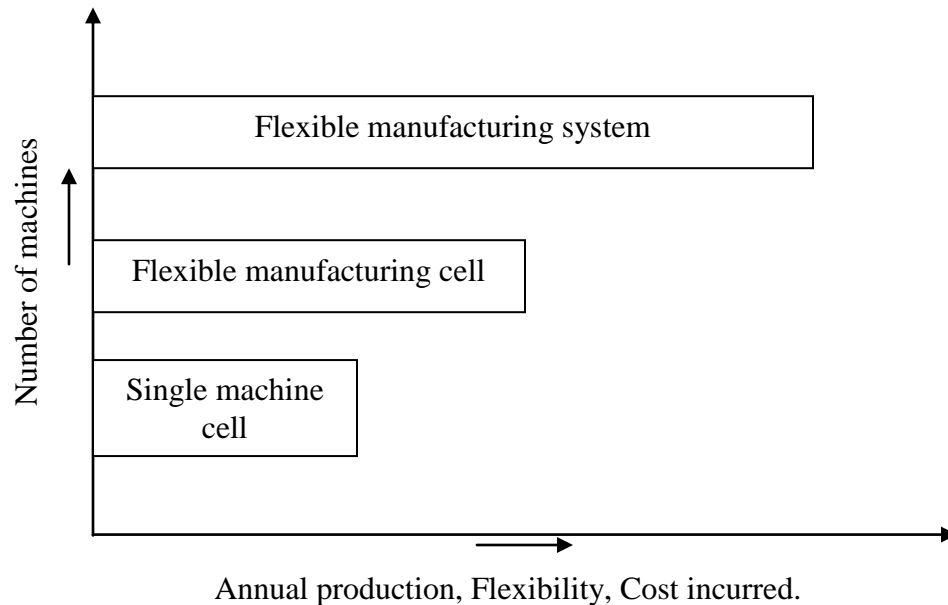 Flexible manufacturing system
Number of machines
Flexible manufacturing cell
Single machine
cell
Annual production, Flexibility, Cost incurred.